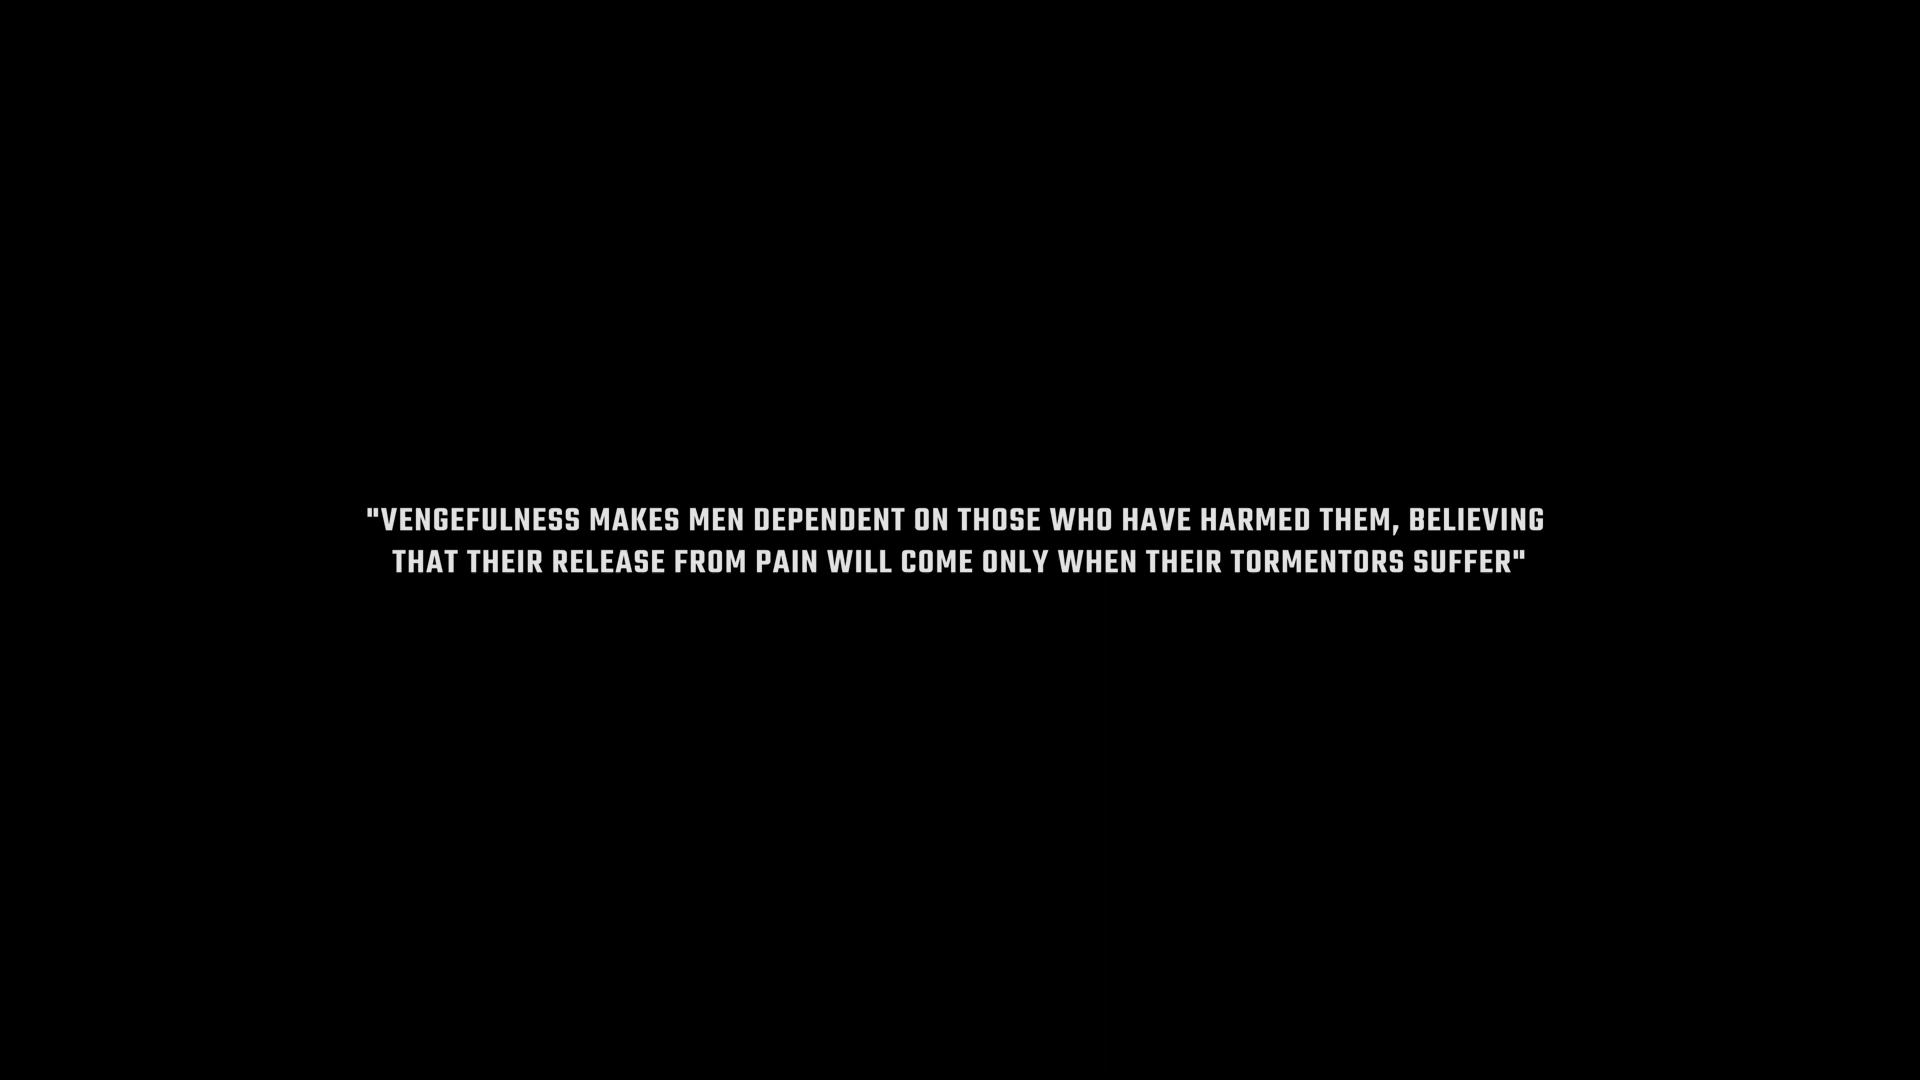 "VENGEFULNESS MAKES MEN DEPENDENT ON THOSE WHO HAVE HARMED THEM, BELIEVING
THAT THEIR RELEASE FROM PAIN WILL COME ONLY WHEN THEIR TORMENTORS SUFFER"